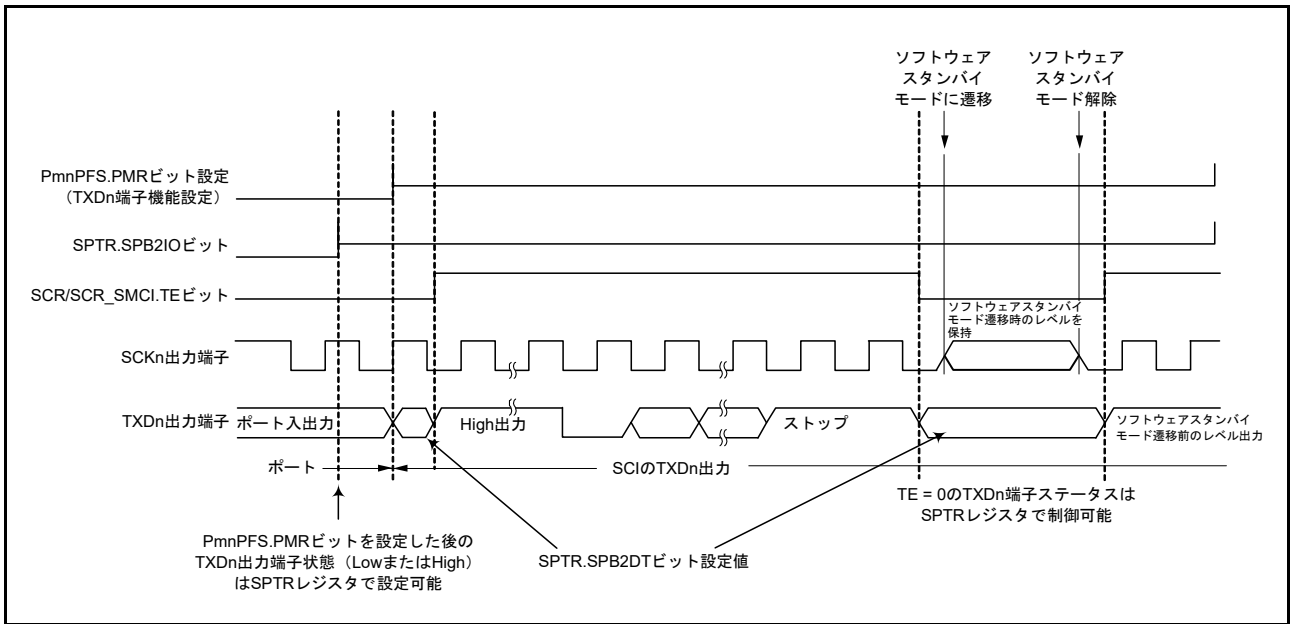 ソフトウェア
スタンバイ
モードに遷移
ソフトウェア
スタンバイ
モード解除
PmnPFS.PMRビット設定
（TXDn端子機能設定）
SPTR.SPB2IOビット
SCR/SCR_SMCI.TEビット
ソフトウェアスタンバイ
モード遷移時のレベルを
保持
SCKn出力端子
TXDn出力端子
ポート入出力
High出力
ストップ
ソフトウェアスタンバイ
モード遷移前のレベル出力
ポート
SCIのTXDn出力
TE = 0のTXDn端子ステータスは
SPTRレジスタで制御可能
PmnPFS.PMRビットを設定した後の
TXDn出力端子状態（LowまたはHigh）
はSPTRレジスタで設定可能
SPTR.SPB2DTビット設定値